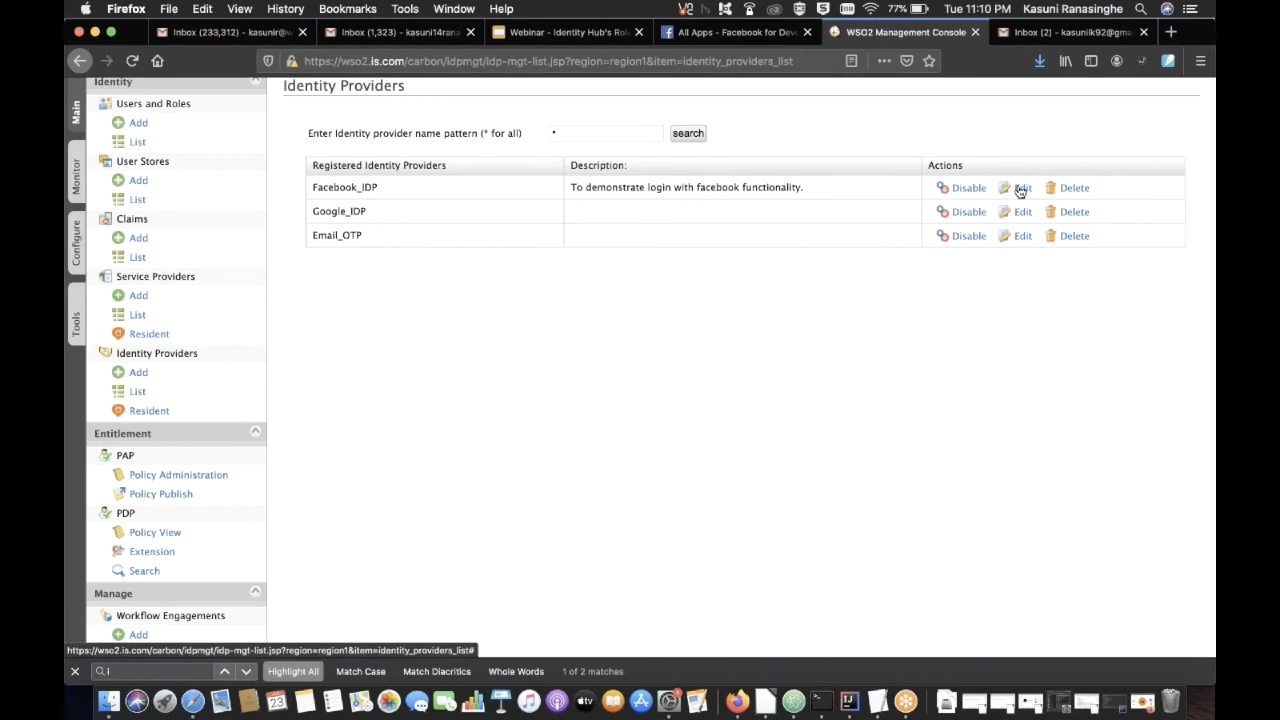 Firefox File Edit View History Bookmarks Tools Window Help 77% Tue 11:10 PM Kasuni Ranasinghe
Inbox (233,312) - kasunir@w Inbox (1,323) - kasuni14rana Webinar - Identity Hub's Rol Facebook for Dev All Apps - WSO2 Management Console Inbox (2) - kasuniik92@gma
https://wso2.is.com/carbon/idpmgt/idp-mgt-list.jsp?region=region1&item=identity_providers_list
Main
Monitor
Configure
Tools
Identity
Users and Roles
Add
List
User Stores
Add
List
Claims
Add
List
Service Providers
Add
List
Resident
Identity Providers
Add
List
Resident
Entitlement
PAP
Policy Administration
Policy Publish
PDP
Policy View
Extension
Search
Manage
Workflow Engagements
Add
Identity Providers
Enter Identity provider name pattern (* for all) * search
Registered Identity Providers Description: Actions
Facebook_IDP To demonstrate login with facebook functionality. Disable Edit Delete
Google_IDP Disable Edit Delete
Email_OTP Disable Edit Delete
https://wso2.is.com/carbon/idpmgt/idp-mgt-list.jsp?region=region1&item=identity_providers_list#
i Highlight All Match Case Match Diacritics Whole Words 1 of 2 matches